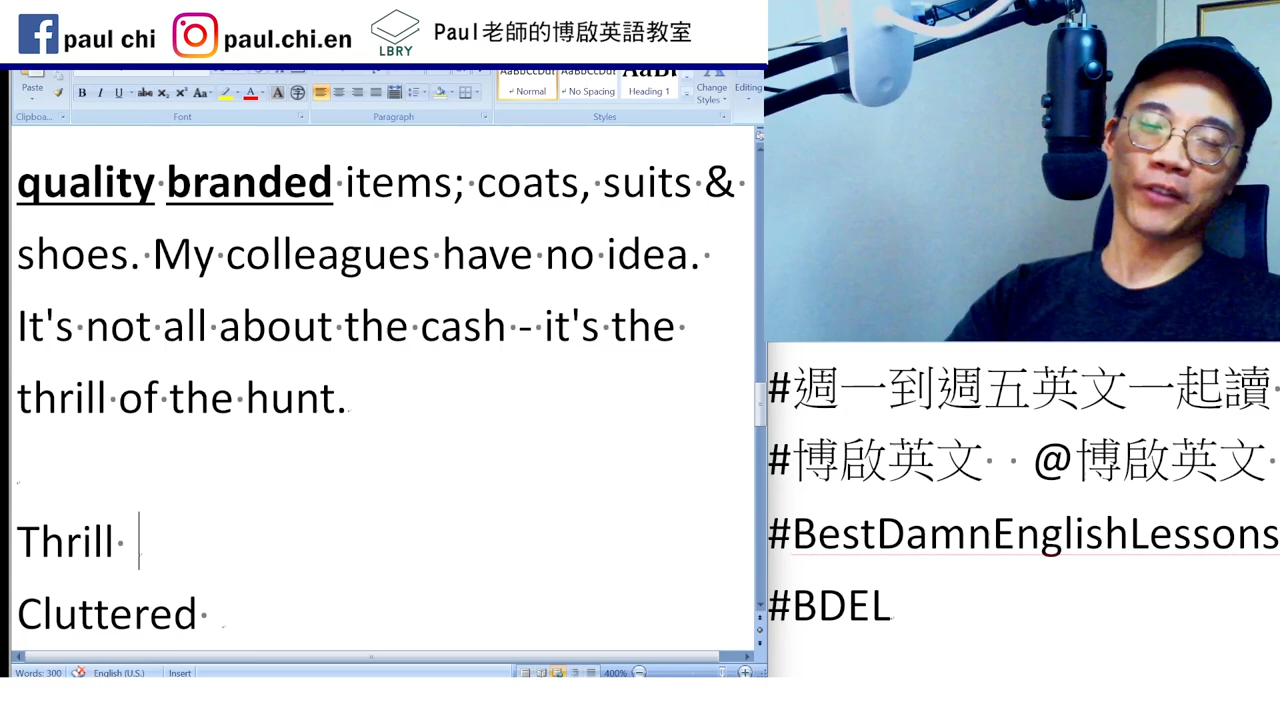 paul chi
paul.chi.en
LBRY
Paul老師的博啟英語教室
Paste
B I U abc x₂ x² Aa
Normal
No Spacing
Heading 1
Change Styles
Editing
Font
Paragraph
Styles
quality branded items; coats, suits &
shoes. My colleagues have no idea.
It's not all about the cash - it's the
thrill of the hunt.
Thrill
Cluttered
Words: 300
English (U.S.)
Insert
400%
#週一到週五英文一起讀
#博啟英文 @博啟英文
#BestDamnEnglishLessons
#BDEL